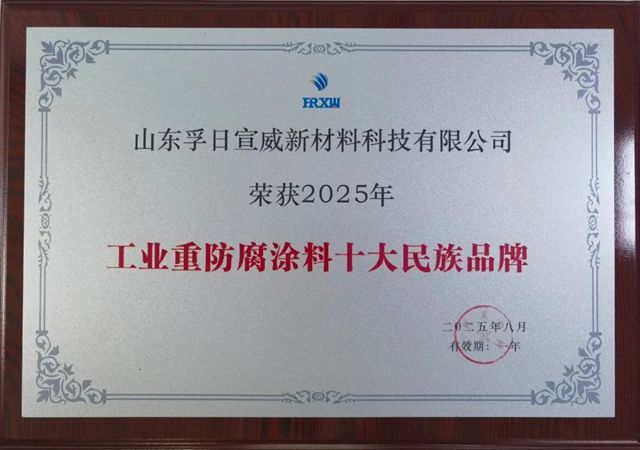 FRXW
山东孚日宣威新材料科技有限公司
荣获2025年
工业重防腐涂料十大民族品牌
二〇二五年八月
有效期：一年